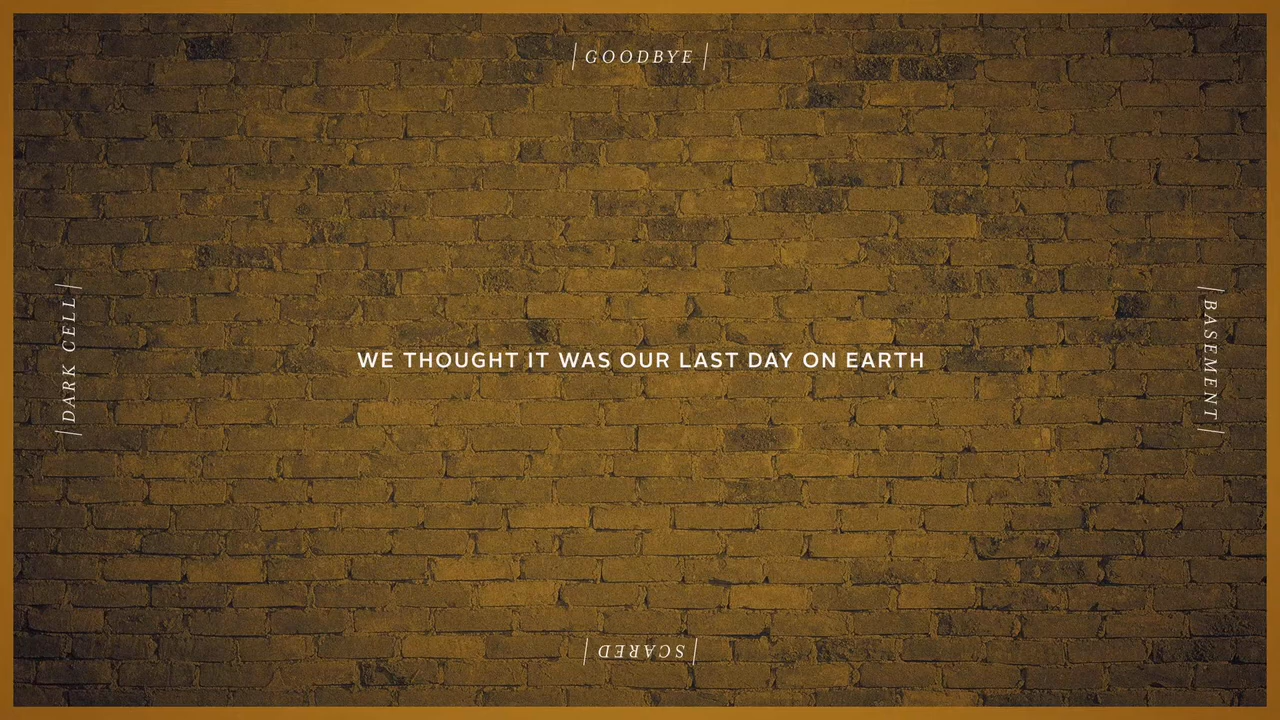 | GOODBYE |
| DARK CELL |
WE THOUGHT IT WAS OUR LAST DAY ON EARTH
| BASEMENT |
| SCARED |